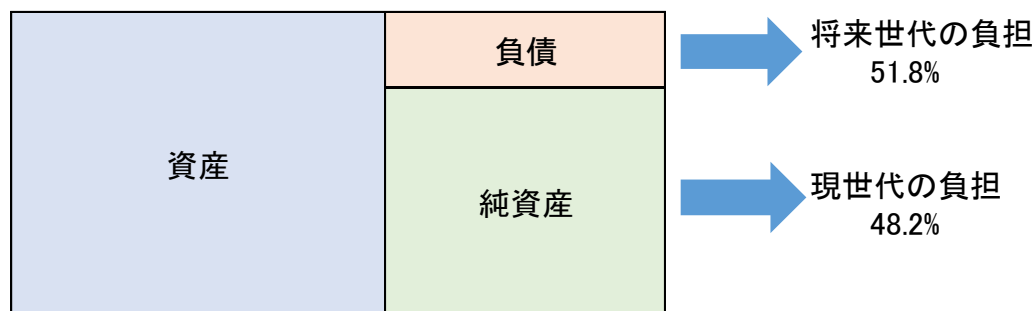 負債
将来世代の負担
51.8%
資産
純資産
現世代の負担
48.2%